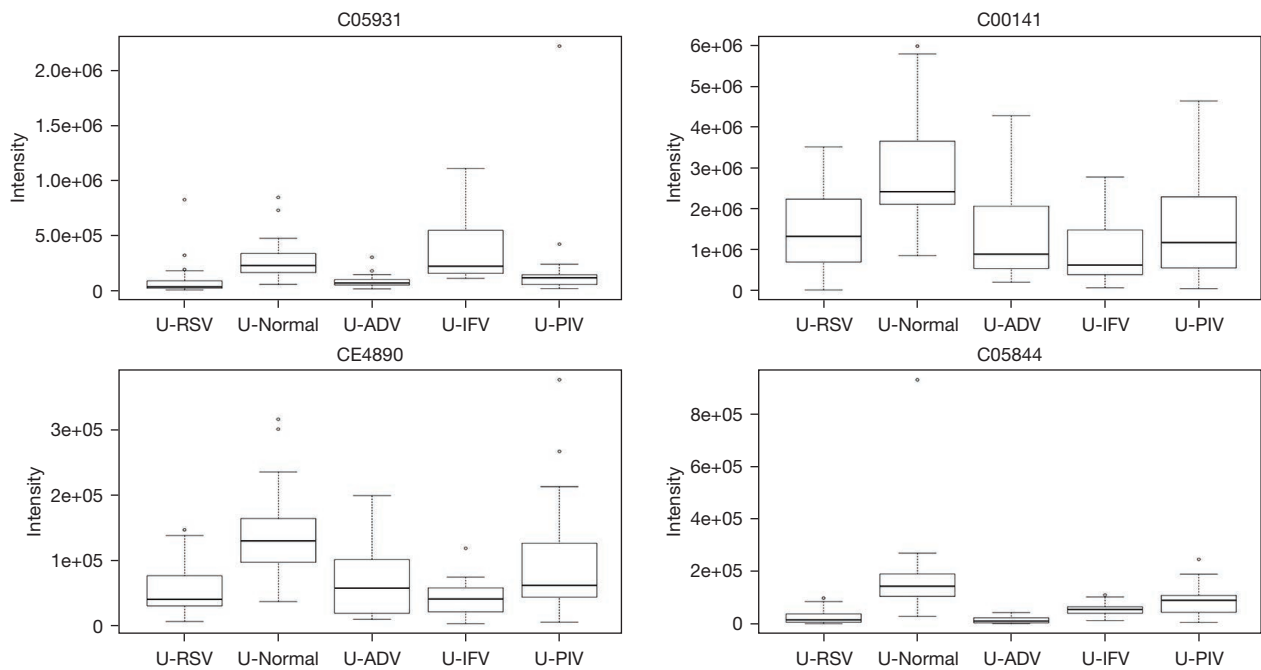 C05931
Intensity
2.0e+06
1.5e+06
1.0e+06
5.0e+05
0
U-RSV U-Normal U-ADV U-IFV U-PIV
C00141
Intensity
6e+06
5e+06
4e+06
3e+06
2e+06
1e+06
0
U-RSV U-Normal U-ADV U-IFV U-PIV
CE4890
Intensity
3e+05
2e+05
1e+05
0
U-RSV U-Normal U-ADV U-IFV U-PIV
C05844
Intensity
8e+05
6e+05
4e+05
2e+05
0
U-RSV U-Normal U-ADV U-IFV U-PIV